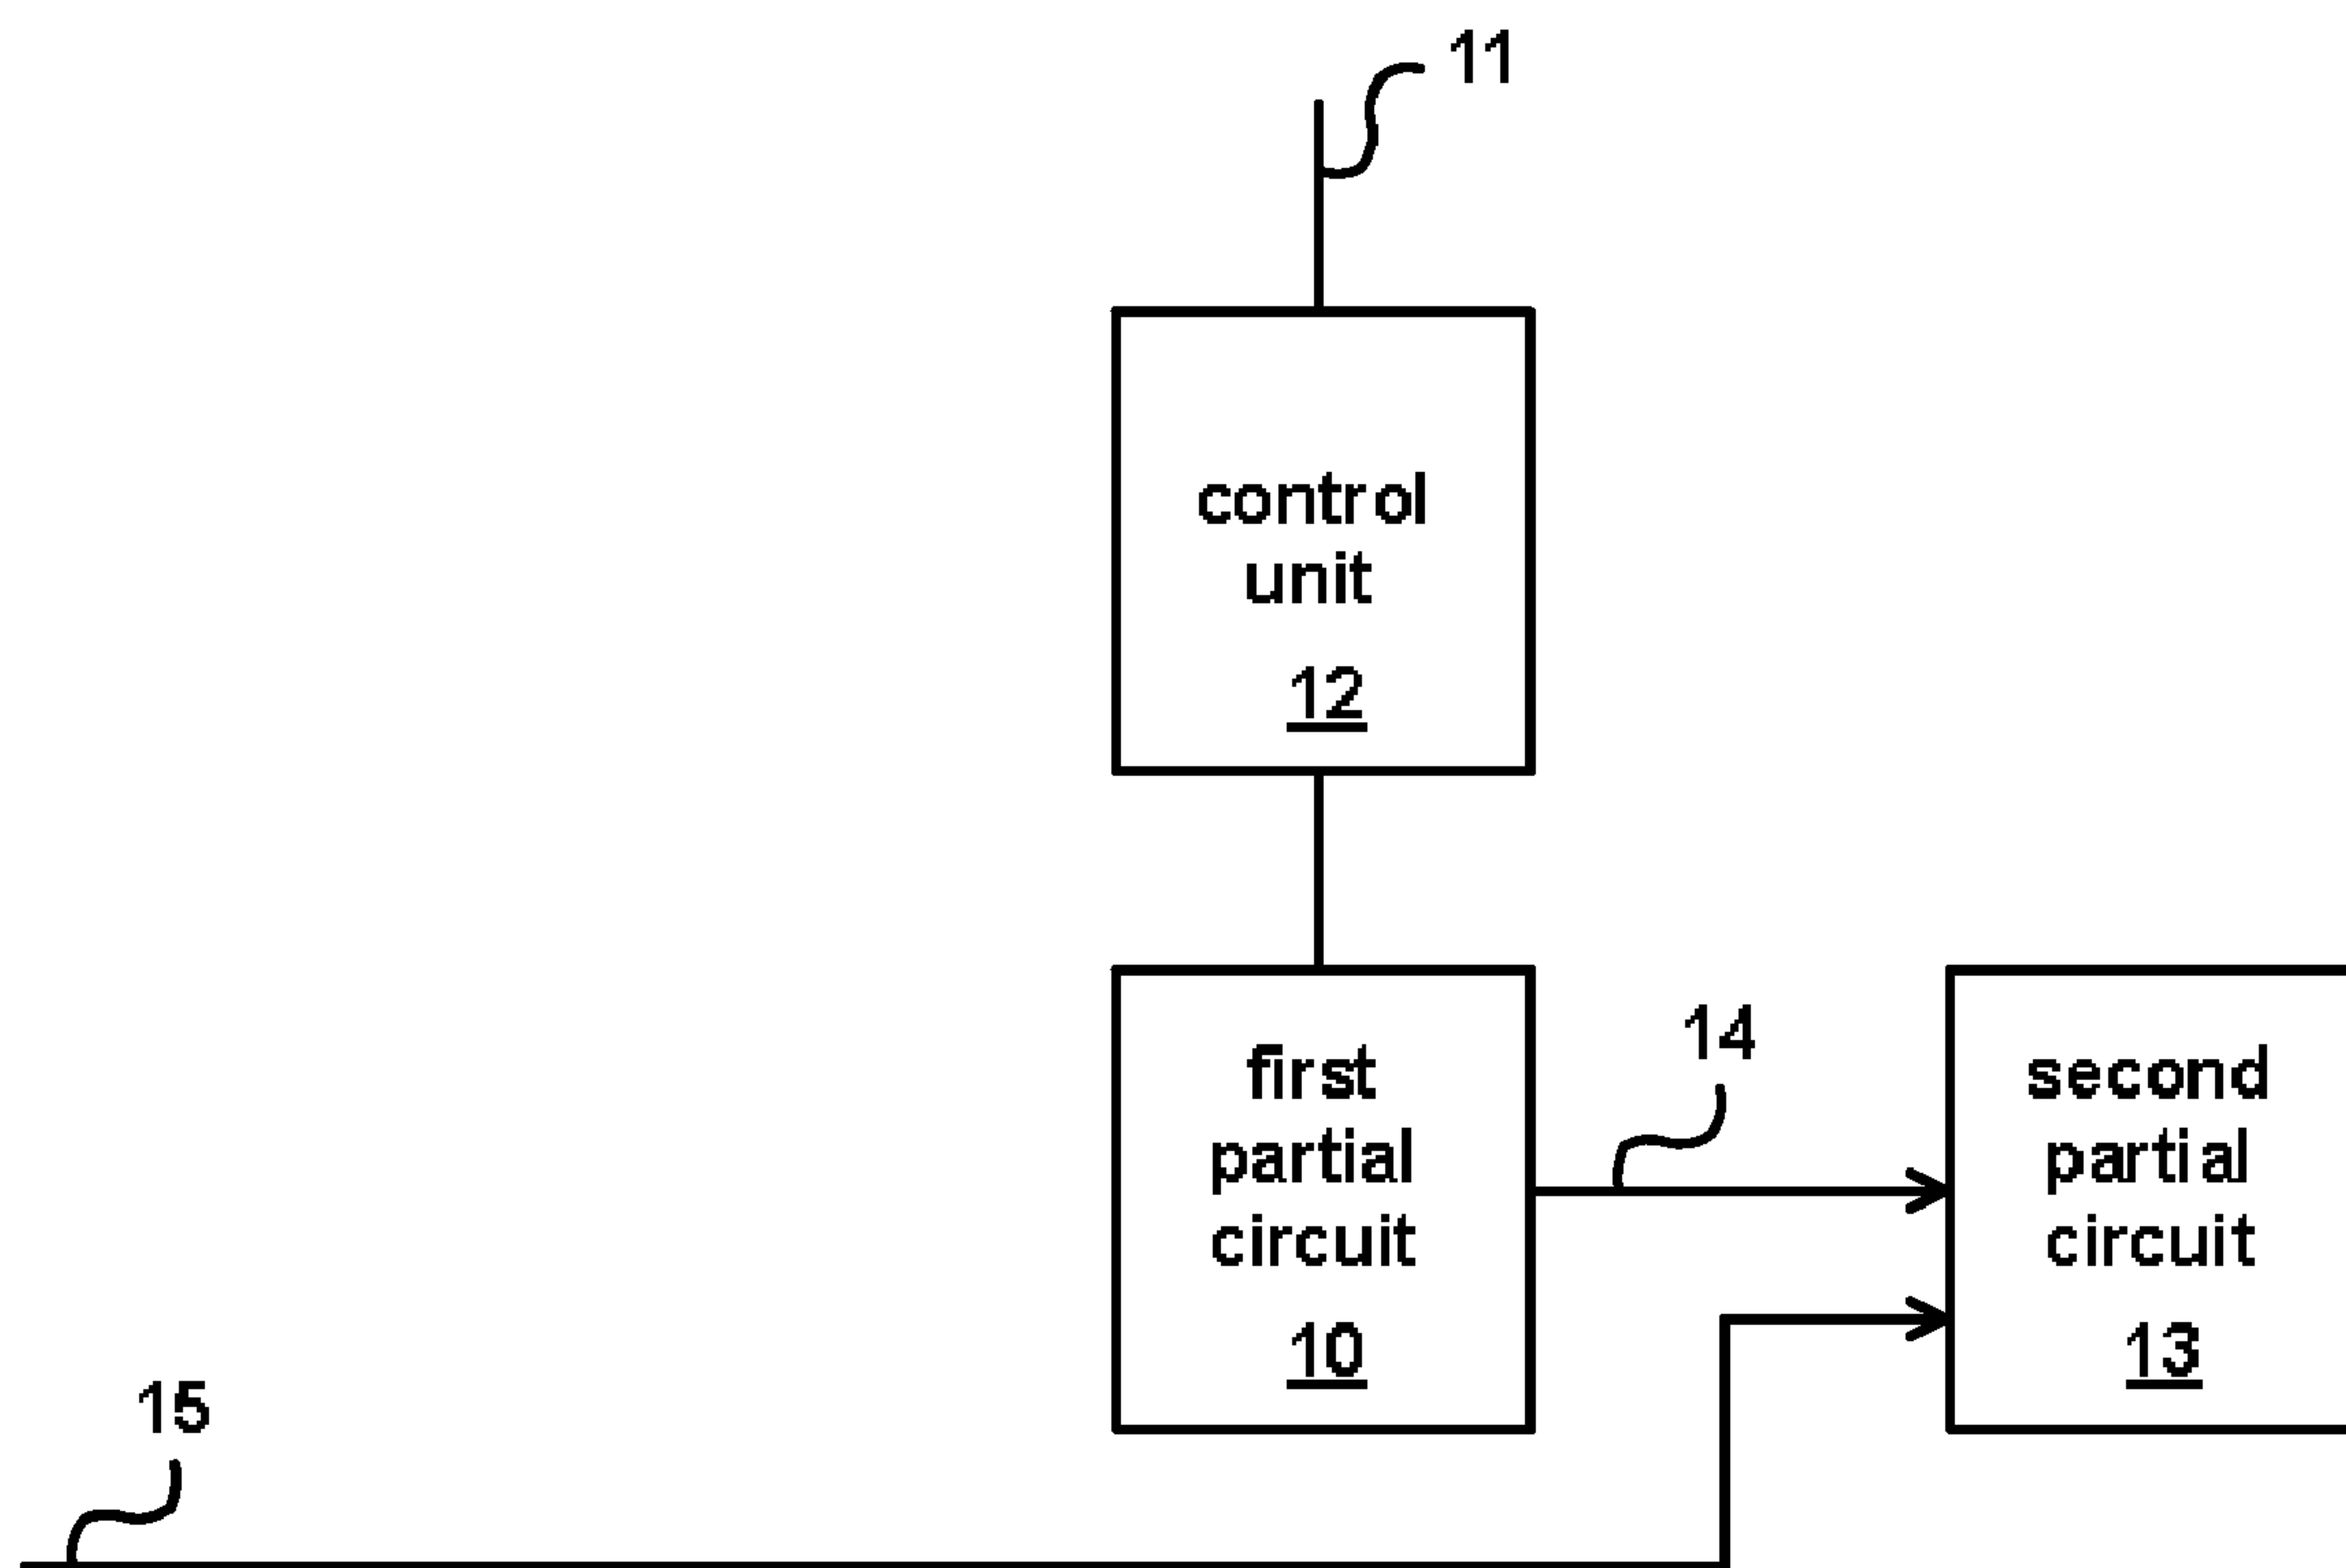 11
control
unit
12
first
partial
circuit
10
14
second
partial
circuit
13
15